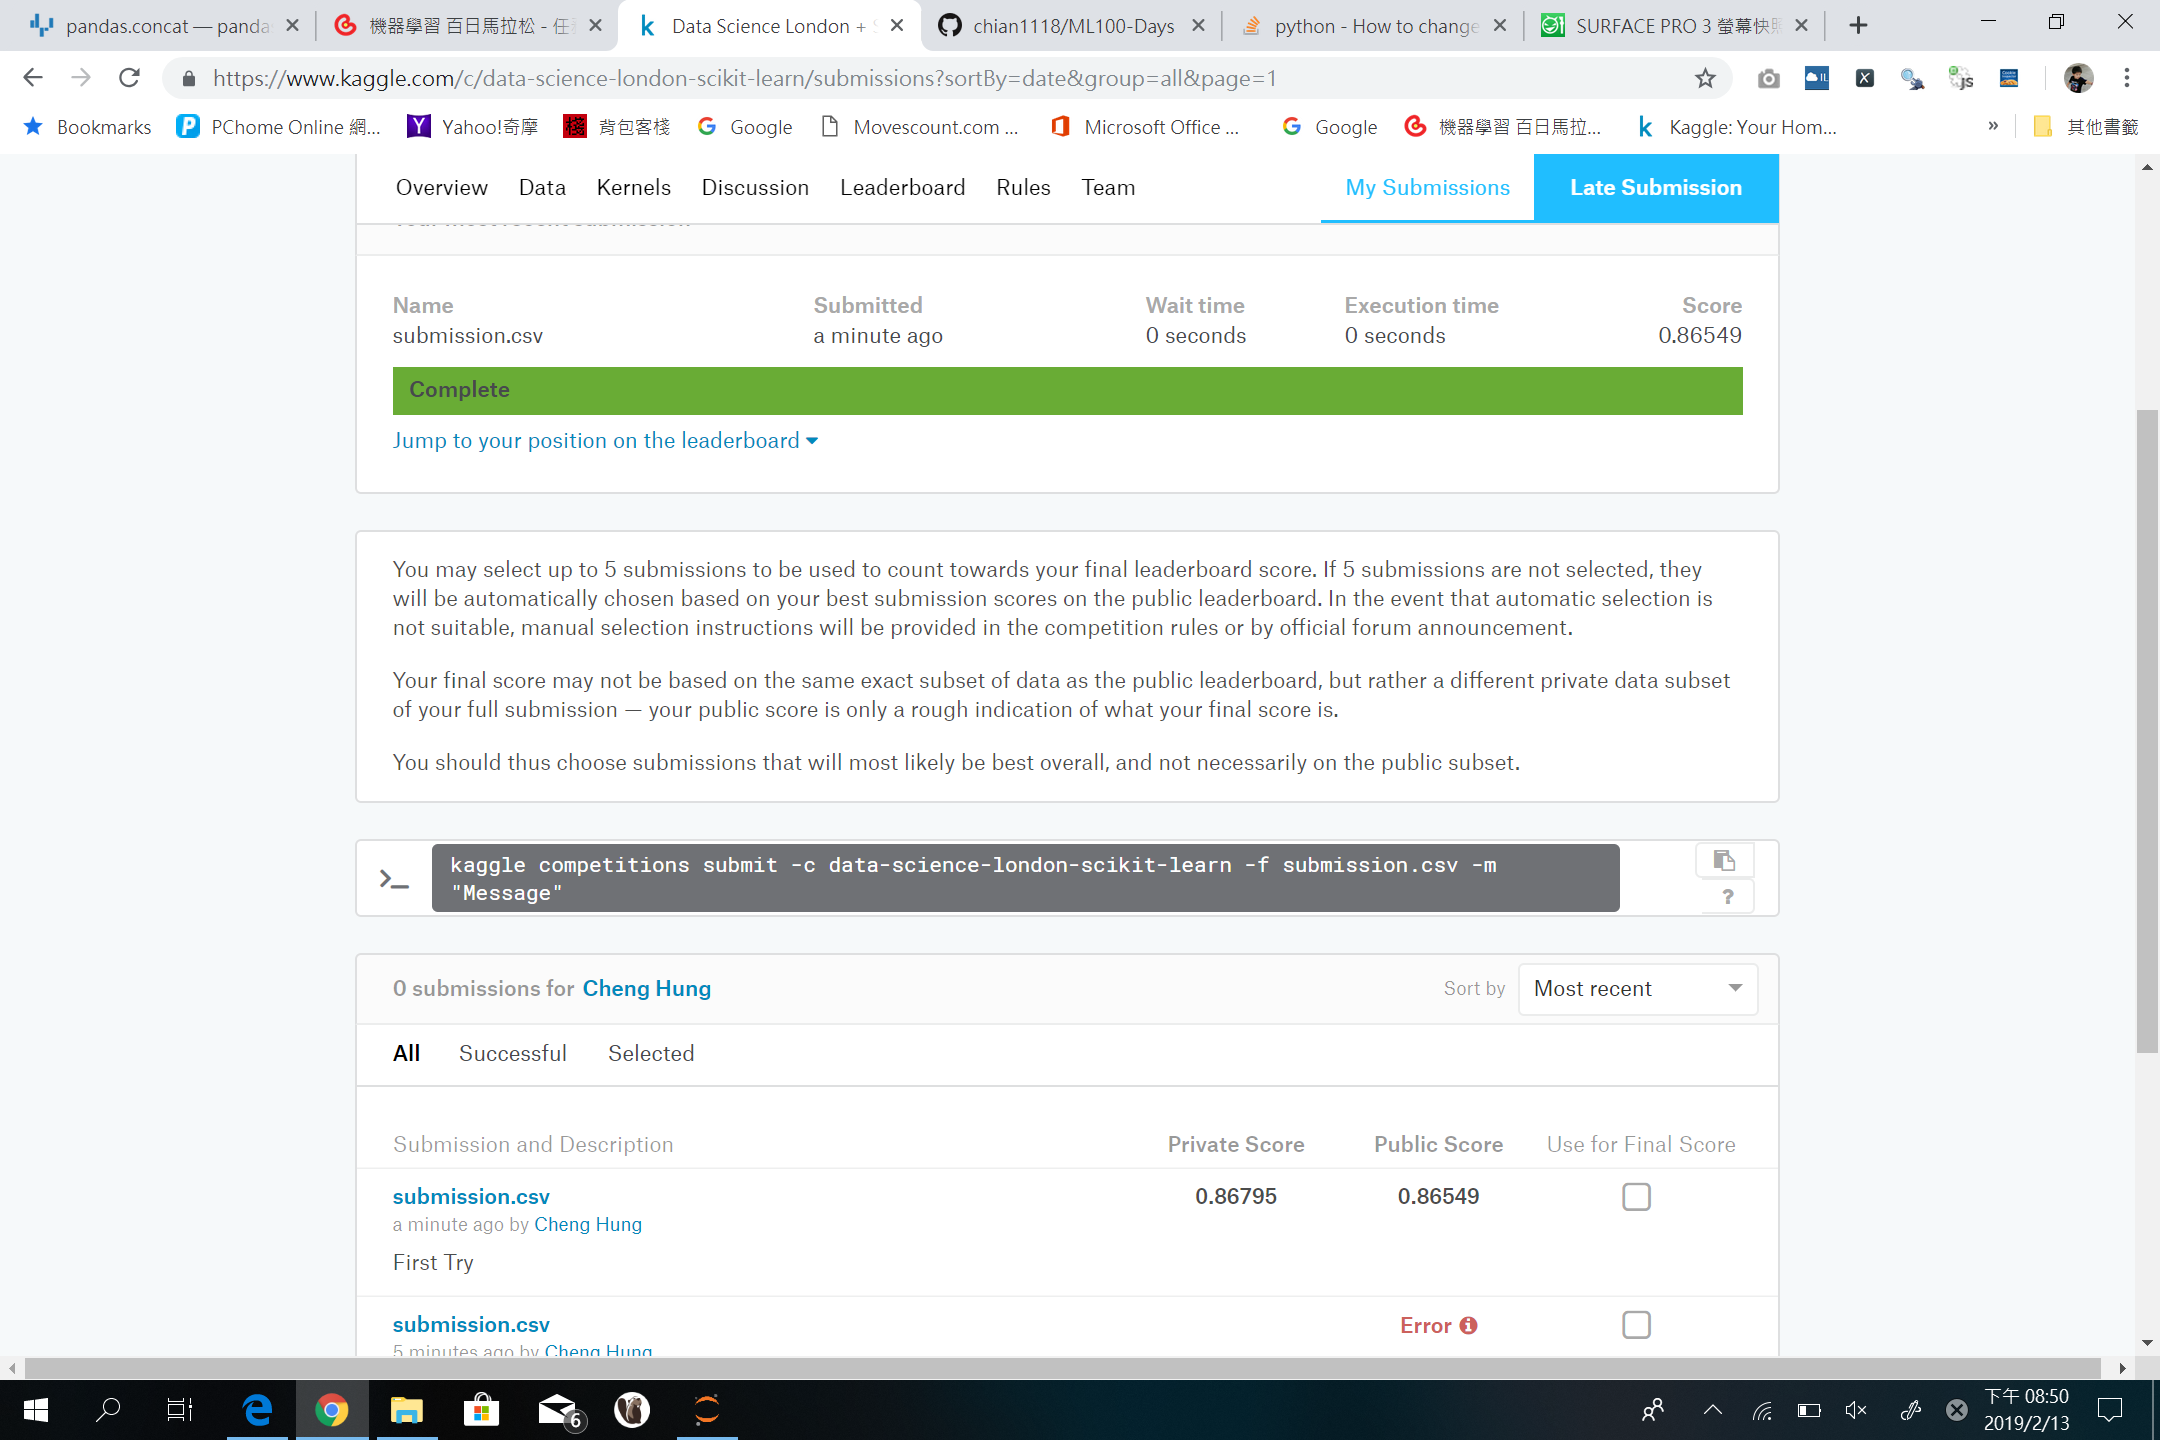 pandas.concat — panda
機器學習 百日馬拉松 - 任
Data Science London + S
chian1118/ML100-Days
python - How to change
SURFACE PRO 3 螢幕快照
https://www.kaggle.com/c/data-science-london-scikit-learn/submissions?sortBy=date&group=all&page=1
Bookmarks
PChome Online 網...
Yahoo!奇摩
背包客棧
Google
Movescount.com ...
Microsoft Office ...
Google
機器學習 百日馬拉...
Kaggle: Your Hom...
»
其他書籤
Overview Data Kernels Discussion Leaderboard Rules Team My Submissions Late Submission
Your most recent submission
Name Submitted Wait time Execution time Score
submission.csv a minute ago 0 seconds 0 seconds 0.86549
Complete
Jump to your position on the leaderboard
You may select up to 5 submissions to be used to count towards your final leaderboard score. If 5 submissions are not selected, they
will be automatically chosen based on your best submission scores on the public leaderboard. In the event that automatic selection is
not suitable, manual selection instructions will be provided in the competition rules or by official forum announcement.
Your final score may not be based on the same exact subset of data as the public leaderboard, but rather a different private data subset
of your full submission — your public score is only a rough indication of what your final score is.
You should thus choose submissions that will most likely be best overall, and not necessarily on the public subset.
>_ kaggle competitions submit -c data-science-london-scikit-learn -f submission.csv -m
"Message"
?
0 submissions for Cheng Hung Sort by Most recent
All Successful Selected
Submission and Description Private Score Public Score Use for Final Score
submission.csv 0.86795 0.86549
a minute ago by Cheng Hung
First Try
submission.csv Error
5 minutes ago by Cheng Hung
6
下午 08:50
2019/2/13